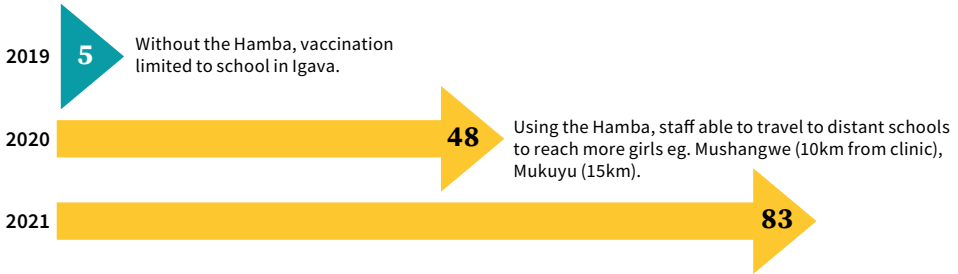 2019
5
Without the Hamba, vaccination
limited to school in Igava.
2020
48
Using the Hamba, staff able to travel to distant schools
to reach more girls eg. Mushangwe (10km from clinic),
Mukuyu (15km).
2021
83